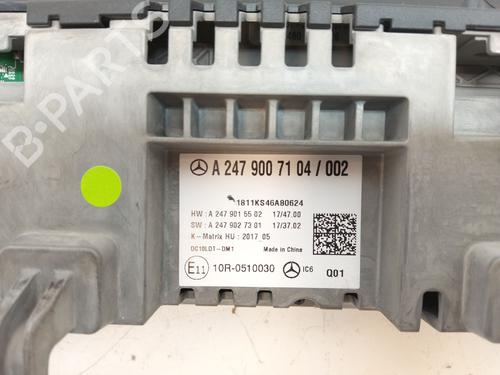 B-PARTS
A 247 900 71 04 / 002
1811KS46A80624
HW : A 247 901 55 02 17/47.00
SW : A 247 902 73 01 17/37.02
K-Matrix HU : 2017_05
DC10LDT-DM1 Made in China
E11 10R-0510030 IC6 Q01